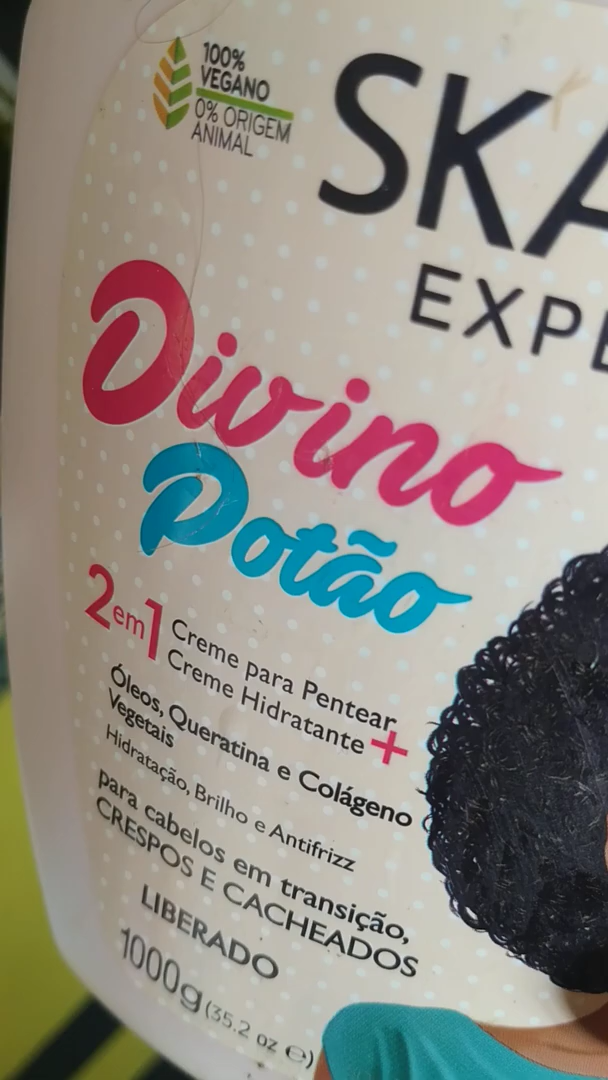 100%
VEGANO
0% ORIGEM
ANIMAL
SKA
EXPE
Divino
Potão
2em1 Creme para Pentear
Creme Hidratante +
Óleos, Queratina e Colágeno
Vegetais
Hidratação, Brilho e Antifrizz
para cabelos em transição,
CRESPOS E CACHEADOS
LIBERADO
1000g (35.2 oz ℮)